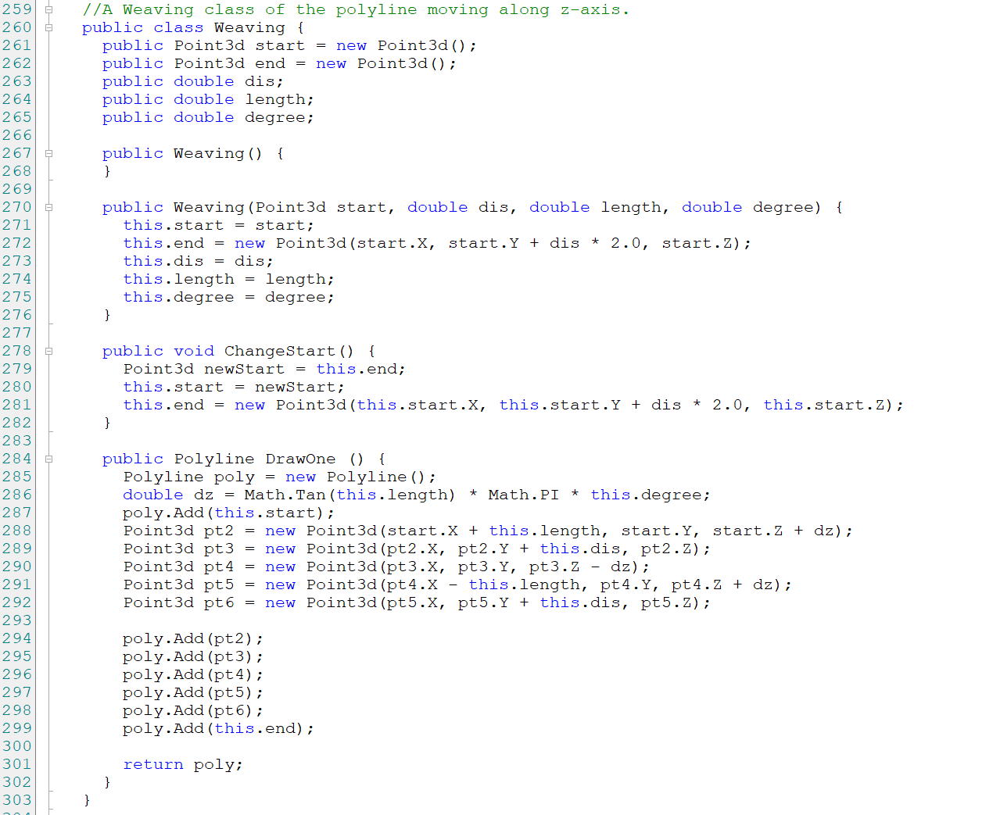 259 //A Weaving class of the polyline moving along z-axis.
260 public class Weaving {
261 public Point3d start = new Point3d();
262 public Point3d end = new Point3d();
263 public double dis;
264 public double length;
265 public double degree;
266
267 public Weaving() {
268 }
269
270 public Weaving(Point3d start, double dis, double length, double degree) {
271 this.start = start;
272 this.end = new Point3d(start.X, start.Y + dis * 2.0, start.Z);
273 this.dis = dis;
274 this.length = length;
275 this.degree = degree;
276 }
277
278 public void ChangeStart() {
279 Point3d newStart = this.end;
280 this.start = newStart;
281 this.end = new Point3d(this.start.X, this.start.Y + dis * 2.0, this.start.Z);
282 }
283
284 public Polyline DrawOne () {
285 Polyline poly = new Polyline();
286 double dz = Math.Tan(this.length) * Math.PI * this.degree;
287 poly.Add(this.start);
288 Point3d pt2 = new Point3d(start.X + this.length, start.Y, start.Z + dz);
289 Point3d pt3 = new Point3d(pt2.X, pt2.Y + this.dis, pt2.Z);
290 Point3d pt4 = new Point3d(pt3.X, pt3.Y, pt3.Z - dz);
291 Point3d pt5 = new Point3d(pt4.X - this.length, pt4.Y, pt4.Z + dz);
292 Point3d pt6 = new Point3d(pt5.X, pt5.Y + this.dis, pt5.Z);
293
294 poly.Add(pt2);
295 poly.Add(pt3);
296 poly.Add(pt4);
297 poly.Add(pt5);
298 poly.Add(pt6);
299 poly.Add(this.end);
300
301 return poly;
302 }
303 }